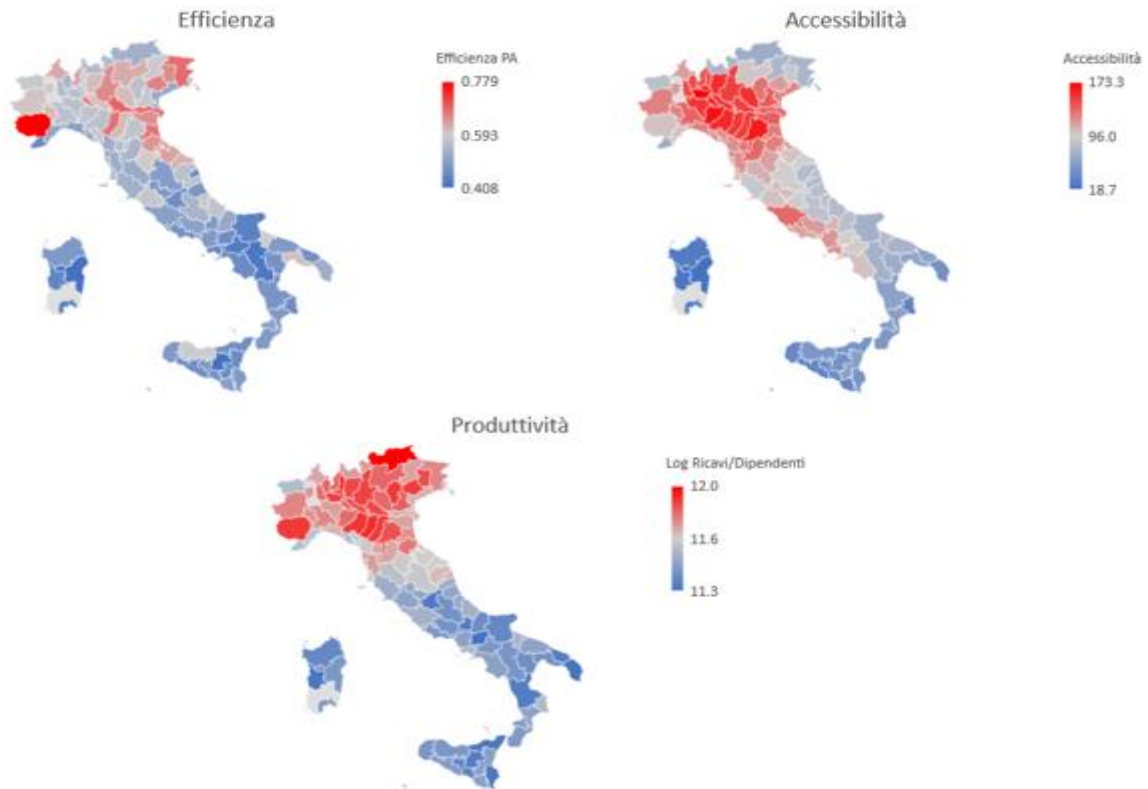 Efficienza
Efficienza PA
0.779
0.593
0.408
Accessibilità
Accessibilità
173.3
96.0
18.7
Produttività
Log Ricavi/Dipendenti
12.0
11.6
11.3